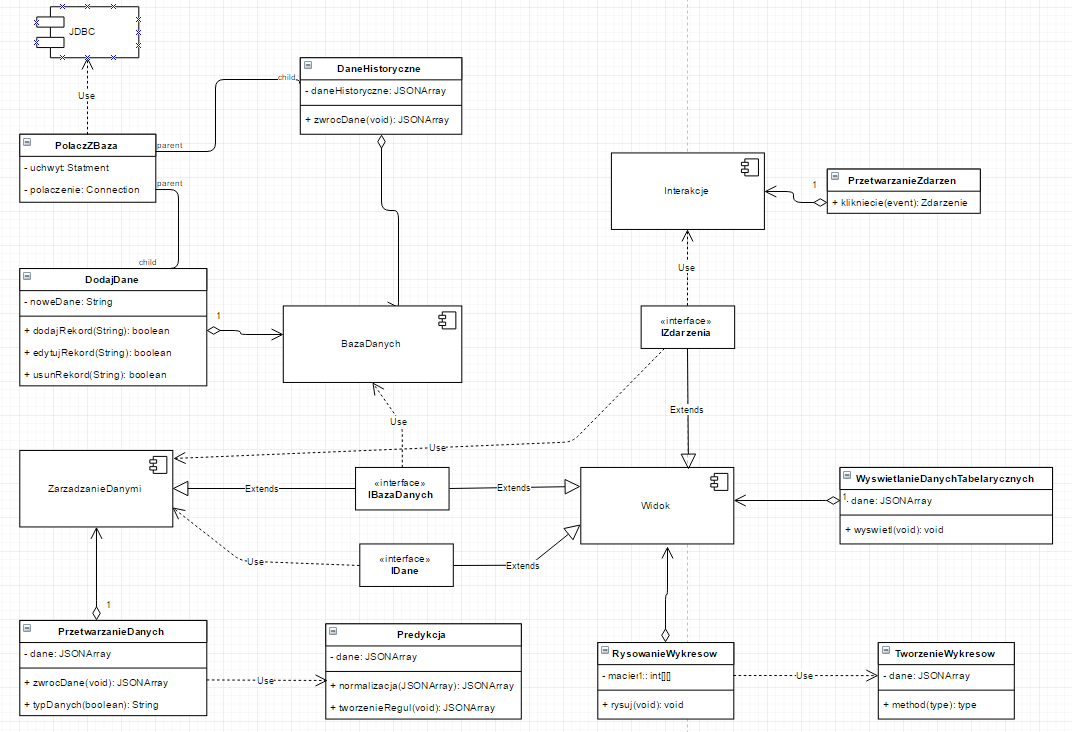 JDBC
Use
PolaczZBaza
- uchwyt: Statment
- polaczenie: Connection
parent
parent
child
child
DaneHistoryczne
- daneHistoryczne: JSONArray
+ zwrocDane(void): JSONArray
Interakcje
1
PrzetwarzanieZdarzen
+ klikniecie(event): Zdarzenie
Use
DodajDane
- noweDane: String
+ dodajRekord(String): boolean
+ edytujRekord(String): boolean
+ usunRekord(String): boolean
1
BazaDanych
«interface»
IZdarzenia
Use
Use
Extends
ZarzadzanieDanymi
Extends
«interface»
IBazaDanych
Extends
Widok
1
WyswietlanieDanychTabelarycznych
- dane: JSONArray
+ wyswietl(void): void
Use
«interface»
IDane
Extends
1
PrzetwarzanieDanych
- dane: JSONArray
+ zwrocDane(void): JSONArray
+ typDanych(boolean): String
Use
Predykcja
- dane: JSONArray
+ normalizacja(JSONArray): JSONArray
+ tworzenieRegul(void): JSONArray
RysowanieWykresow
- macier1:: int[][]
+ rysuj(void): void
Use
TworzenieWykresow
- dane: JSONArray
+ method(type): type